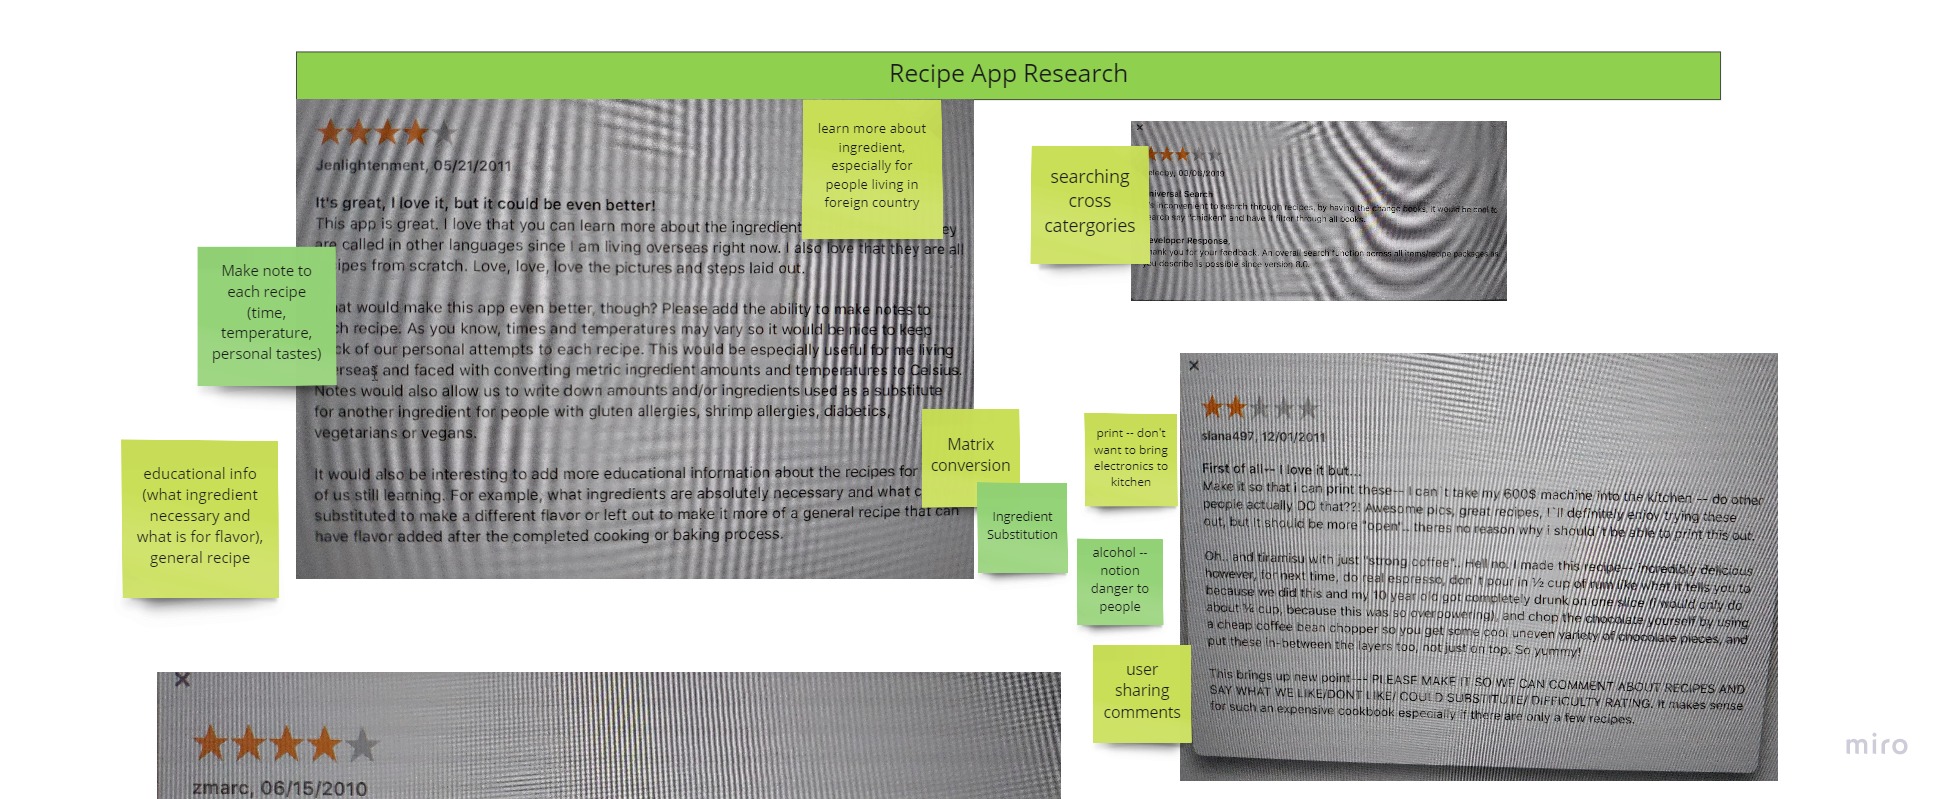 Recipe App Research
Jenlightenment, 05/21/2011
It's great, I love it, but it could be even better!
This app is great. I love that you can learn more about the ingredient
are called in other languages since I am living overseas right now. I also love that they are all
ipes from scratch. Love, love, love the pictures and steps laid out.
at would make this app even better, though? Please add the ability to make notes to
ch recipe. As you know, times and temperatures may vary so it would be nice to keep
ck of our personal attempts to each recipe. This would be especially useful for me living
erseas and faced with converting metric ingredient amounts and temperatures to Celsius.
Notes would also allow us to write down amounts and/or ingredients used as a substitute
for another ingredient for people with gluten allergies, shrimp allergies, diabetics,
vegetarians or vegans.
It would also be interesting to add more educational information about the recipes for
of us still learning. For example, what ingredients are absolutely necessary and what c
substituted to make a different flavor or left out to make it more of a general recipe that can
have flavor added after the completed cooking or baking process.
learn more about
ingredient,
especially for
people living in
foreign country
Make note to
each recipe
(time,
temperature,
personal tastes)
educational info
(what ingredient
necessary and
what is for flavor),
general recipe
Matrix
conversion
Ingredient
Substitution
searching
cross
catergories
03/06/2019
niversal Search
s inconvenient to search through recipes, by having the change books, it would be cool to
earch say "chicken" and have it filter through all books.
eveloper Response,
hank you for your feedback. An overall search function across all items/recipe packages as
you describe is possible since version 8.0.
print -- don't
want to bring
electronics to
kitchen
alcohol --
notion
danger to
people
user
sharing
comments
slana497, 12/01/2011
First of all-- I love it but...
Make it so that i can print these-- I can`t take my 600$ machine into the kitchen -- do other
people actually DO that??! Awesome pics, great recipes, I`ll definitely enjoy trying these
out, but It should be more "open".. theres no reason why i should`t be able to print this out.
Oh.. and tiramisu with just "strong coffee".. Hell no. I made this recipe-- incredibly delicious
however, for next time, do real espresso, don`t pour in ½ cup of rum like what it tells you to
because we did this and my 10 year old got completely drunk on one slice (I would only do
about ¼ cup, because this was so overpowering), and chop the chocolate yourself by using
a cheap coffee bean chopper so you get some cool uneven variety of chocolate pieces, and
put these in-between the layers too, not just on top. So yummy!
This brings up new point--- PLEASE MAKE IT SO WE CAN COMMENT ABOUT RECIPES AND
SAY WHAT WE LIKE/DONT LIKE/ COULD SUBSTITUTE/ DIFFICULTY RATING. It makes sense
for such an expensive cookbook especially if there are only a few recipes.
zmarc, 06/15/2010
miro